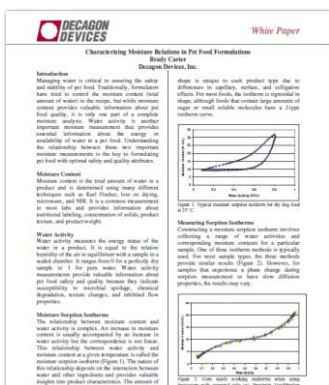 DECAGON
DEVICES
White Paper
Characterizing Moisture Relations in Pet Food Formulations
Brady Carter
Decagon Devices, Inc.
Introduction
Managing water is critical to ensuring the safety
and stability of pet food. Traditionally, formulators
have tried to control the moisture content (total
amount of water) in the recipe, but while moisture
content provides valuable information about pet
food quality, it is only one part of a complete
moisture analysis. Water activity is another
important moisture measurement that provides
essential information about the energy or
availability of water in a pet food. Understanding
the relationship between these two important
moisture measurements is the key to formulating
pet food with optimal safety and quality attributes.
Moisture Content
Moisture content is the total amount of water in a
product and is determined using many different
techniques such as Karl Fischer, loss on drying,
microwave, and NIR. It is a common measurement
in most labs and provides information about
nutritional labeling, concentration of solids, product
texture, and product weight.
Water Activity
Water activity measures the energy status of the
water in a product. It is equal to the relative
humidity of the air in equilibrium with a sample in a
sealed chamber. It ranges from 0 for a perfectly dry
sample to 1 for pure water. Water activity
measurements provide valuable information about
pet food safety and quality because they indicate
susceptibility to microbial spoilage, chemical
degradation, texture changes, and inhibited flow
properties.
Moisture Sorption Isotherms
The relationship between moisture content and
water activity is complex. An increase in moisture
content is usually accompanied by an increase in
water activity but the correspondence is not linear.
This relationship between water activity and
moisture content at a given temperature is called the
moisture sorption isotherm (Figure 1). The nature of
this relationship depends on the interaction between
water and other ingredients and provides valuable
insights into product characteristics. The amount of
shape is unique to each product type due to
differences in capillary, surface, and colligative
effects. For most foods, the isotherm is sigmoidal in
shape, although foods that contain large amounts of
sugar or small soluble molecules have a J-type
isotherm curve.
Figure 1. Typical moisture sorption isotherm for dry dog food
at 25° C.
Measuring Sorption Isotherms
Constructing a moisture sorption isotherm involves
collecting a range of water activities and
corresponding moisture contents for a particular
sample. One of three isotherm methods is typically
used. For most sample types, the three methods
provide similar results (Figure 2). However, for
samples that experience a phase change during
sorption measurement or have slow diffusion
properties, the results may vary.